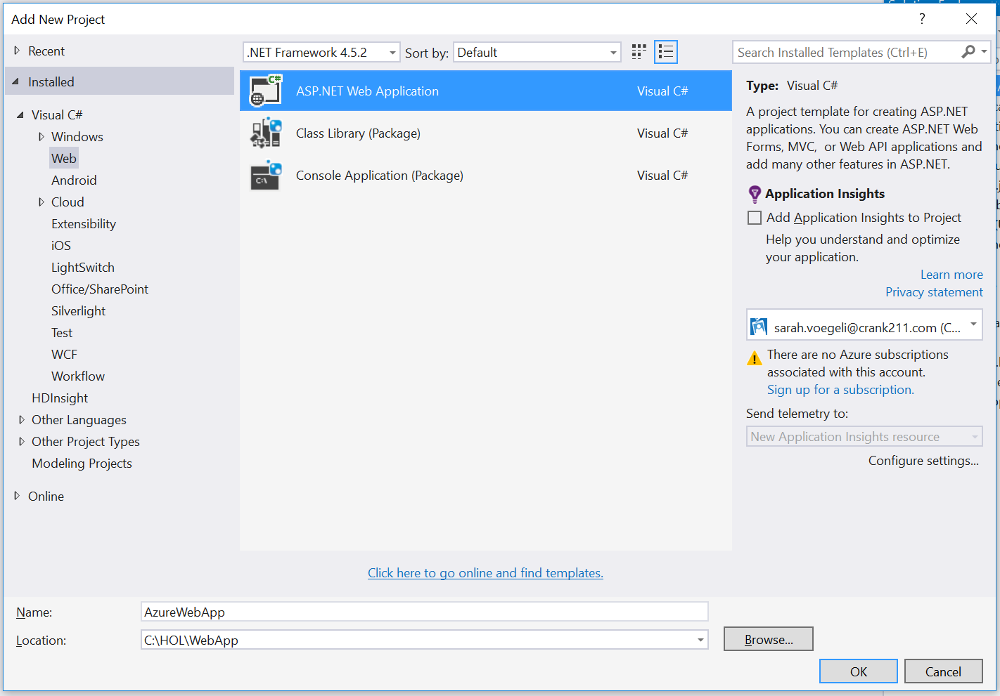 Add New Project
?
Recent
.NET Framework 4.5.2
Sort by:
Default
Search Installed Templates (Ctrl+E)
Installed
Visual C#
Windows
Web
Android
Cloud
Extensibility
iOS
LightSwitch
Office/SharePoint
Silverlight
Test
WCF
Workflow
HDInsight
Other Languages
Other Project Types
Modeling Projects
Online
ASP.NET Web Application Visual C#
Class Library (Package) Visual C#
Console Application (Package) Visual C#
Type: Visual C#
A project template for creating ASP.NET
applications. You can create ASP.NET Web
Forms, MVC, or Web API applications and
add many other features in ASP.NET.
Application Insights
Add Application Insights to Project
Help you understand and optimize
your application.
Learn more
Privacy statement
sarah.voegeli@crank211.com (C...
There are no Azure subscriptions
associated with this account.
Sign up for a subscription.
Send telemetry to:
New Application Insights resource
Configure settings...
Click here to go online and find templates.
Name:
AzureWebApp
Location:
C:\HOL\WebApp
Browse...
OK
Cancel